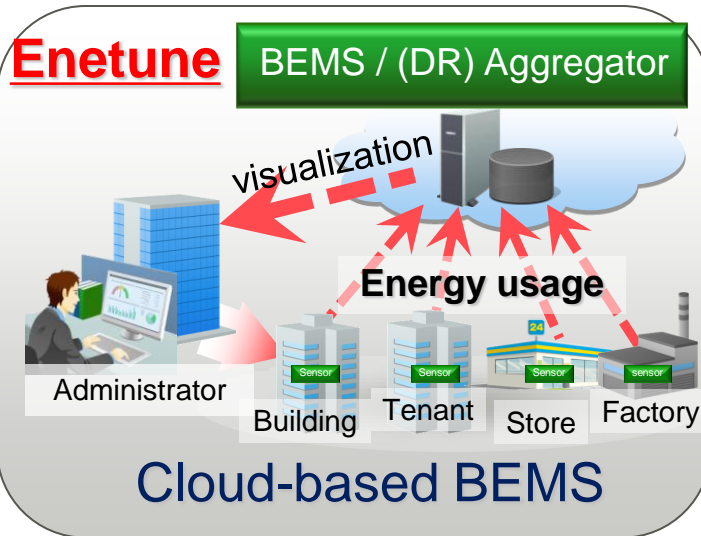 Enetune
BEMS / (DR) Aggregator
visualization
Energy usage
24
Sensor
Sensor
Sensor
sensor
Administrator
Building
Tenant
Store
Factory
Cloud-based BEMS